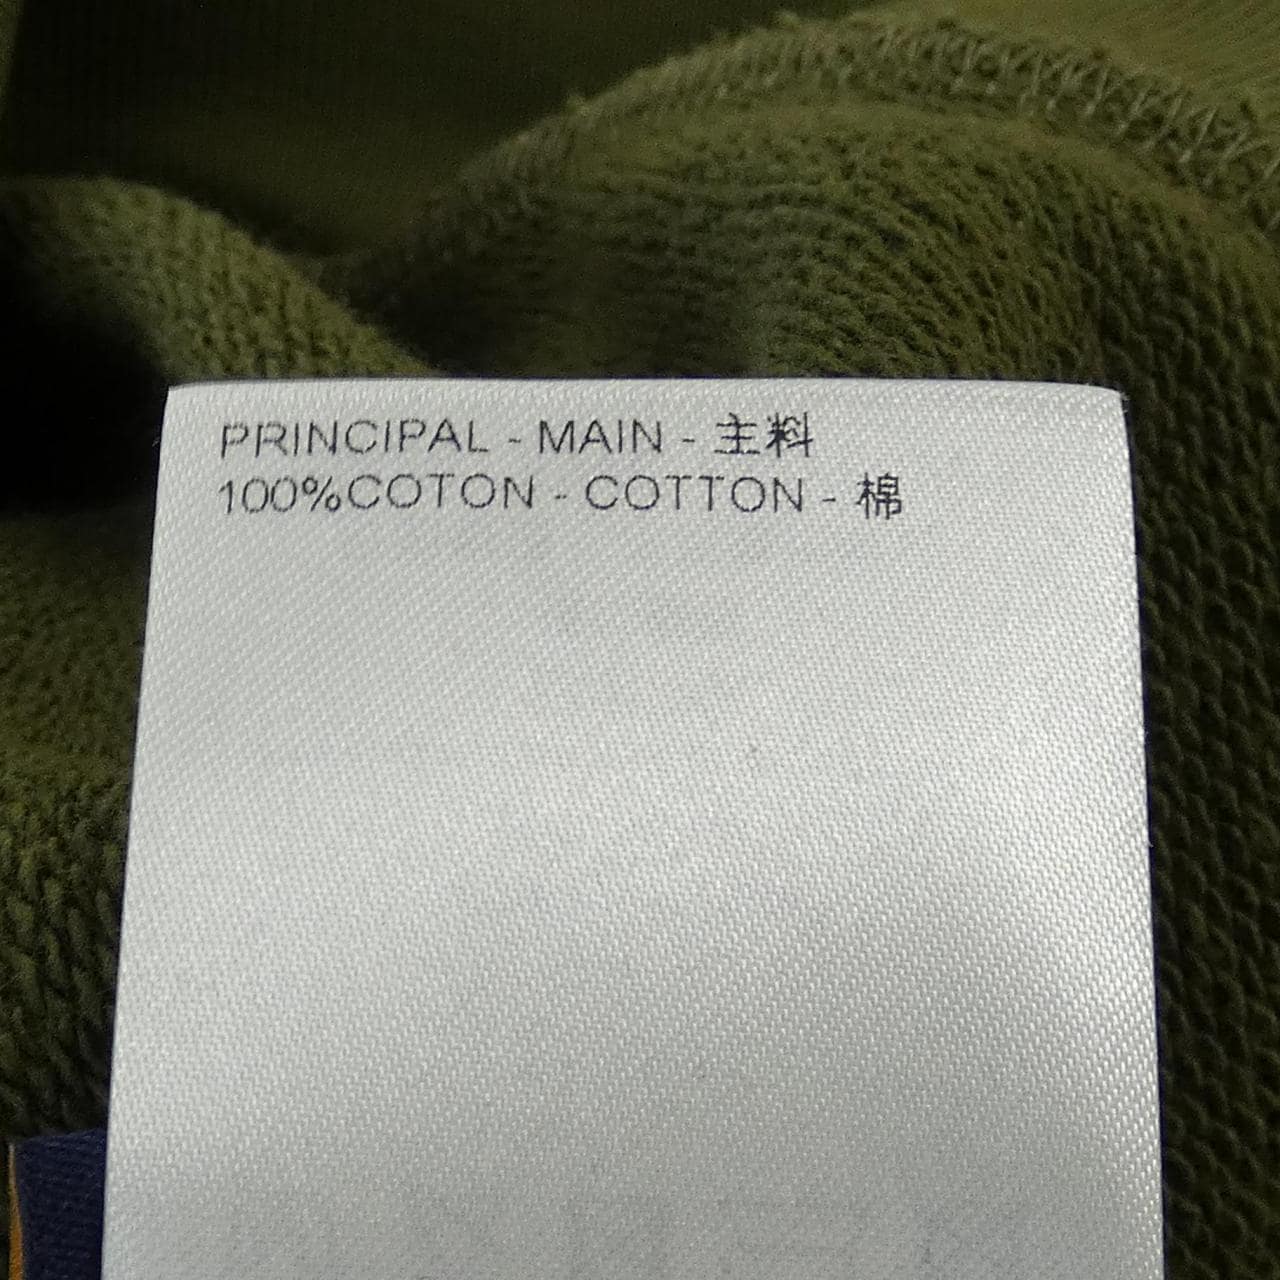 PRINCIPAL - MAIN - 主料
100%COTON - COTTON - 棉